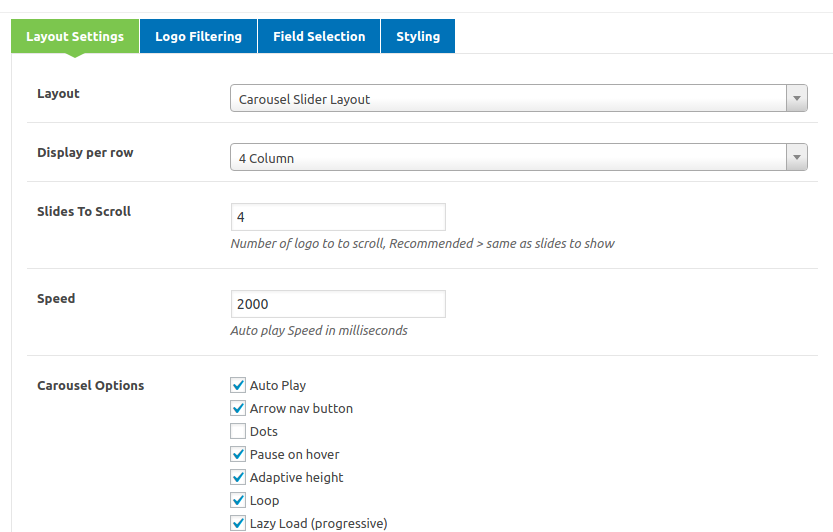 Layout Settings Logo Filtering Field Selection Styling
Layout Carousel Slider Layout
Display per row 4 Column
Slides To Scroll 4
Number of logo to to scroll, Recommended > same as slides to show
Speed 2000
Auto play Speed in milliseconds
Carousel Options Auto Play
Arrow nav button
Dots
Pause on hover
Adaptive height
Loop
Lazy Load (progressive)